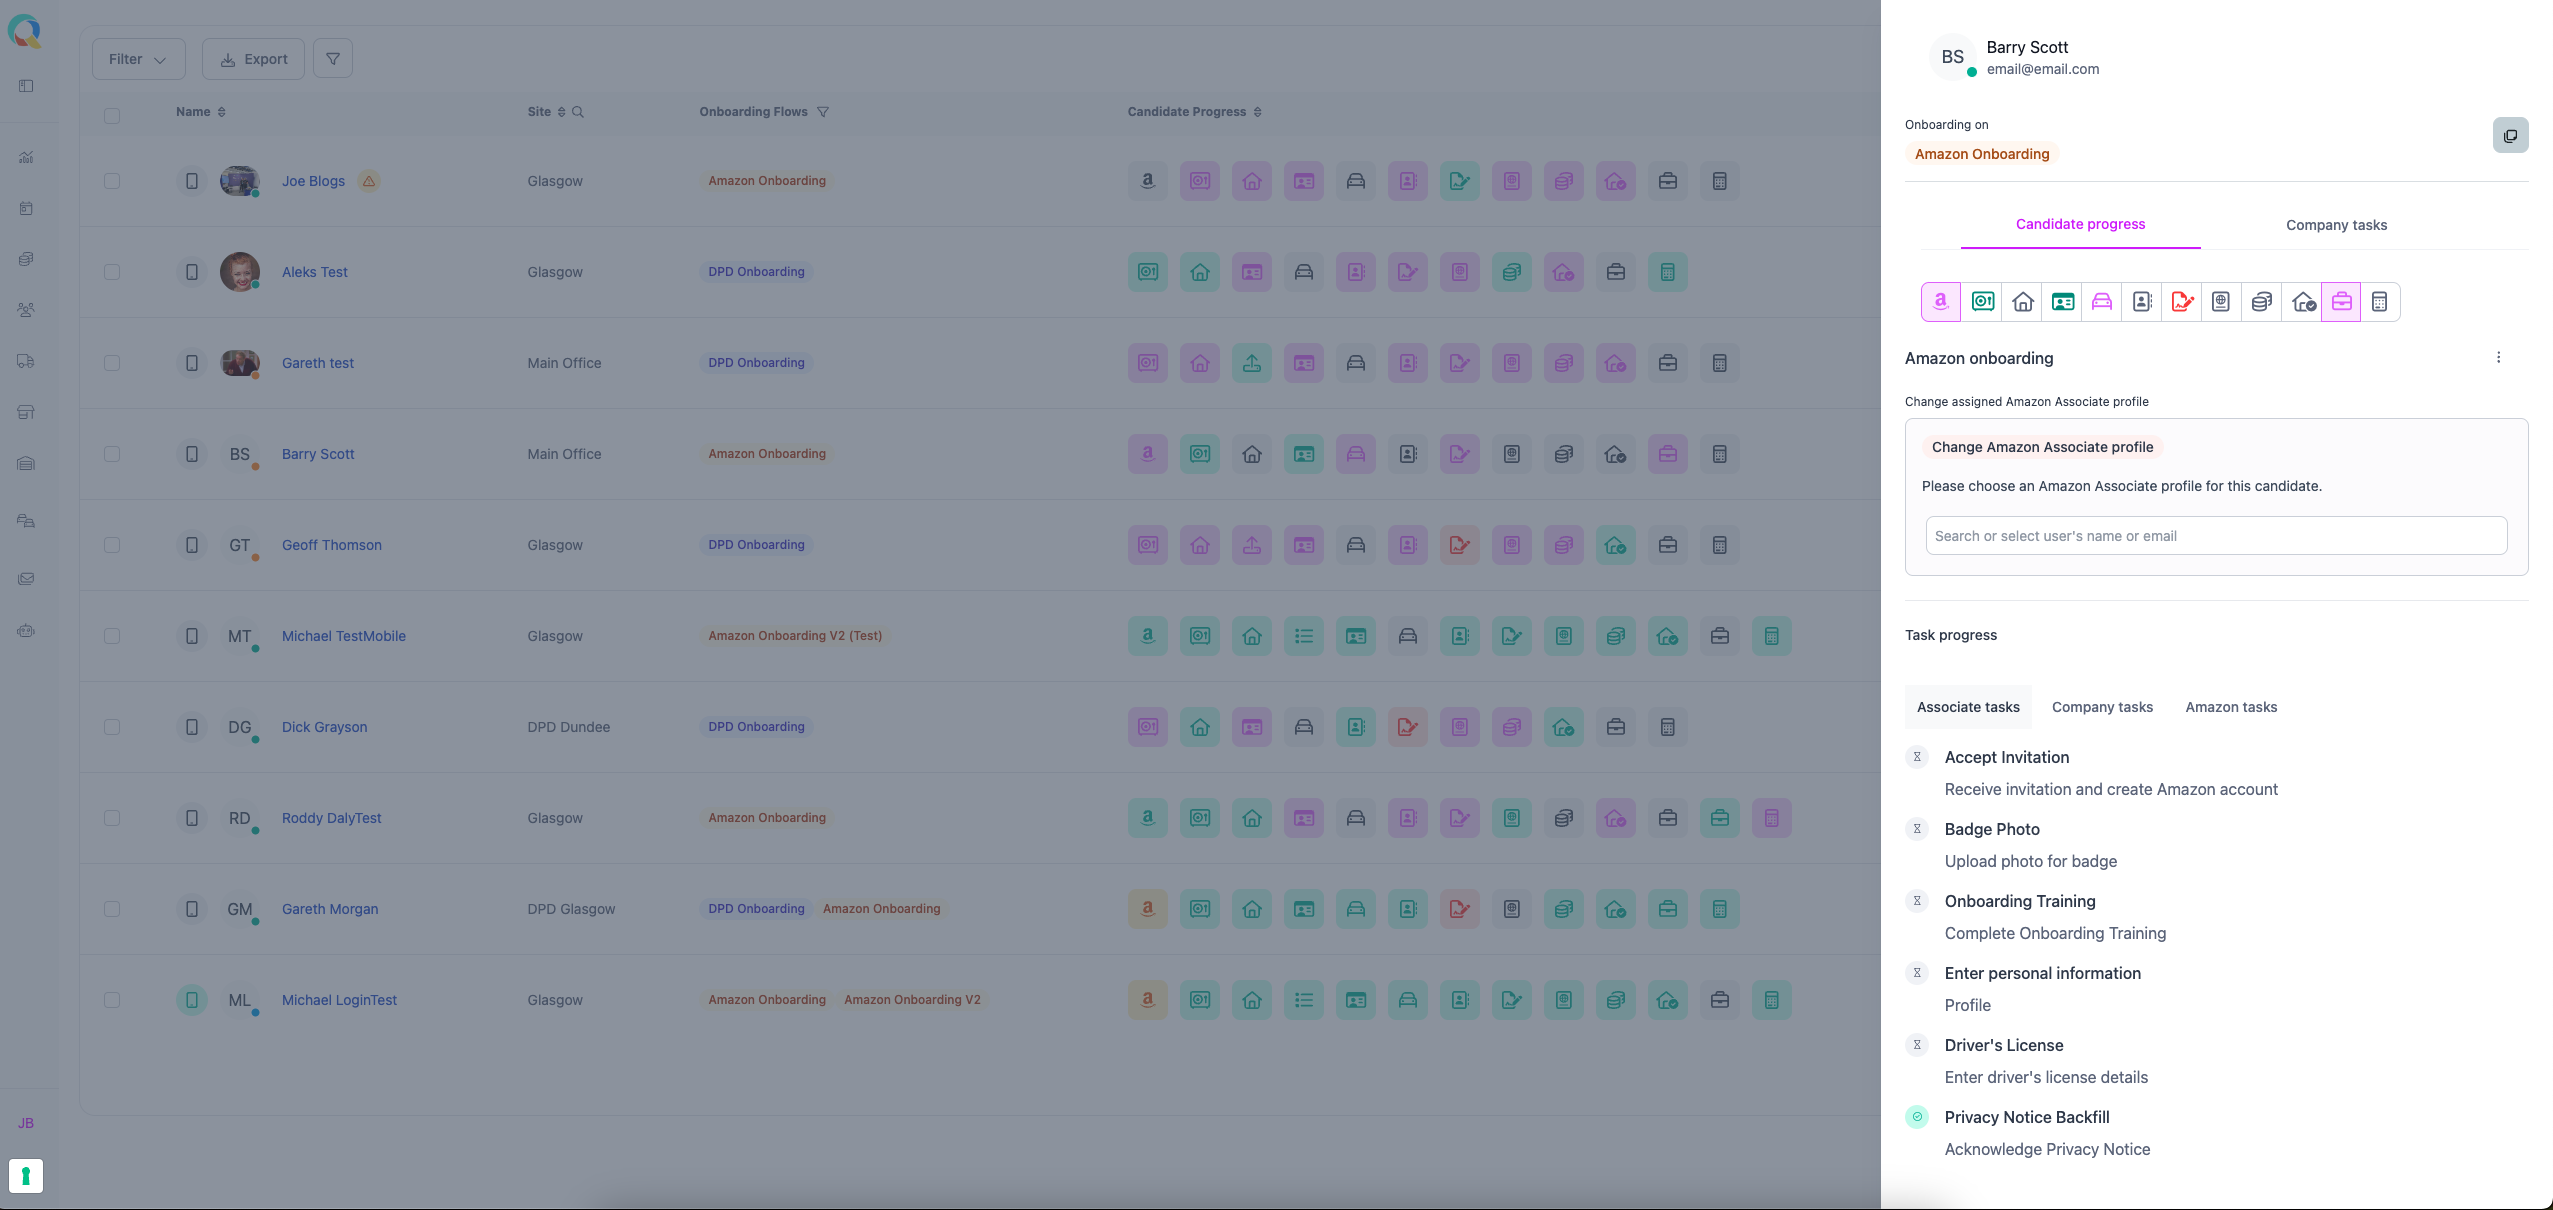 Filter
Export
Name
Site
Onboarding Flows
Candidate Progress
Joe Blogs
Glasgow
Amazon Onboarding
a
Aleks Test
Glasgow
DPD Onboarding
Gareth test
Main Office
DPD Onboarding
BS
Barry Scott
Main Office
Amazon Onboarding
a
GT
Geoff Thomson
Glasgow
DPD Onboarding
MT
Michael TestMobile
Glasgow
Amazon Onboarding V2 (Test)
a
DG
Dick Grayson
DPD Dundee
DPD Onboarding
RD
Roddy DalyTest
Glasgow
Amazon Onboarding
a
GM
Gareth Morgan
DPD Glasgow
DPD Onboarding
Amazon Onboarding
a
ML
Michael LoginTest
Glasgow
Amazon Onboarding
Amazon Onboarding V2
a
JB
BS
Barry Scott
email@email.com
Onboarding on
Amazon Onboarding
Candidate progress
Company tasks
a
Amazon onboarding
Change assigned Amazon Associate profile
Change Amazon Associate profile
Please choose an Amazon Associate profile for this candidate.
Search or select user's name or email
Task progress
Associate tasks
Company tasks
Amazon tasks
Accept Invitation
Receive invitation and create Amazon account
Badge Photo
Upload photo for badge
Onboarding Training
Complete Onboarding Training
Enter personal information
Profile
Driver's License
Enter driver's license details
Privacy Notice Backfill
Acknowledge Privacy Notice